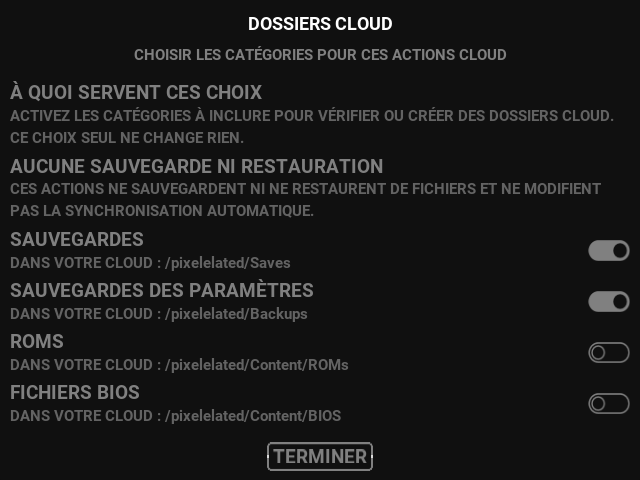 DOSSIERS CLOUD
CHOISIR LES CATÉGORIES POUR CES ACTIONS CLOUD
À QUOI SERVENT CES CHOIX
ACTIVEZ LES CATÉGORIES À INCLURE POUR VÉRIFIER OU CRÉER DES DOSSIERS CLOUD.
CE CHOIX SEUL NE CHANGE RIEN.
AUCUNE SAUVEGARDE NI RESTAURATION
CES ACTIONS NE SAUVEGARDENT NI NE RESTAURENT DE FICHIERS ET NE MODIFIENT
PAS LA SYNCHRONISATION AUTOMATIQUE.
SAUVEGARDES
DANS VOTRE CLOUD : /pixelelated/Saves
SAUVEGARDES DES PARAMÈTRES
DANS VOTRE CLOUD : /pixelelated/Backups
ROMS
DANS VOTRE CLOUD : /pixelelated/Content/ROMs
FICHIERS BIOS
DANS VOTRE CLOUD : /pixelelated/Content/BIOS
TERMINER